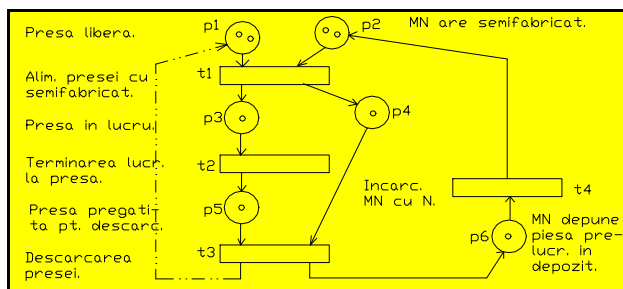 Presa libera.
p1
p2
MN are semifabricat.
Alim. presei cu
semifabricat.
t1
Presa in lucru.
p3
p4
Terminarea lucr.
la presa.
t2
Incarc.
MN cu N.
t4
Presa pregati-
ta pt. descarc.
p5
p6
MN depune
piesa pre-
lucr. in
depozit.
Descarcarea
presei.
t3